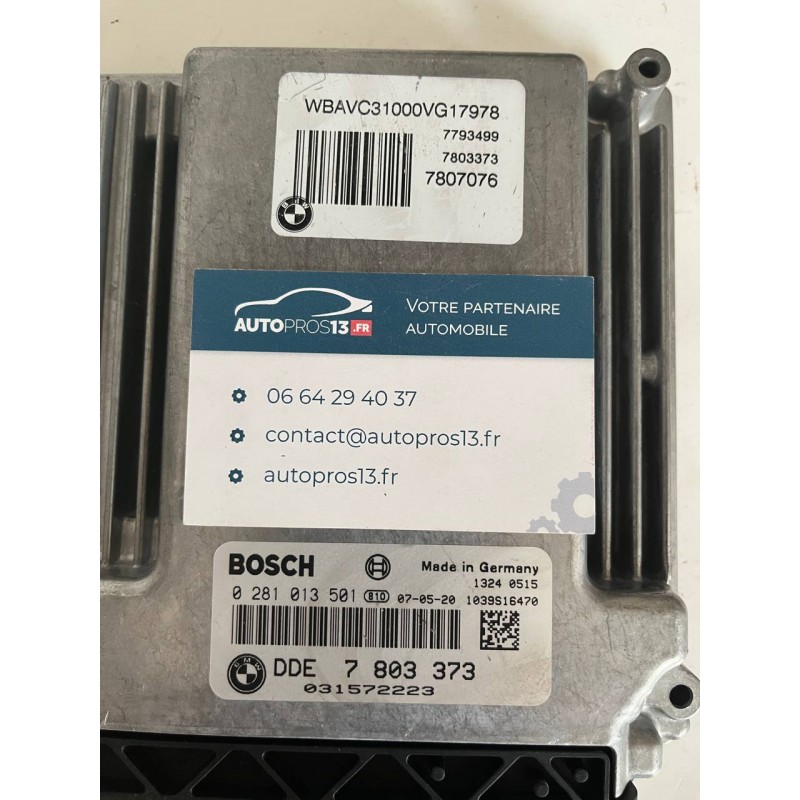 WBAVC31000VG17978
7793499
7803373
7807076
BMW
AUTOPROS13.FR
VOTRE PARTENAIRE
AUTOMOBILE
06 64 29 40 37
contact@autopros13.fr
autopros13.fr
BOSCH
Made in Germany
1324 0515
0 281 013 501 810 07-05-20 1039S16470
BMW
DDE 7 803 373
031572223